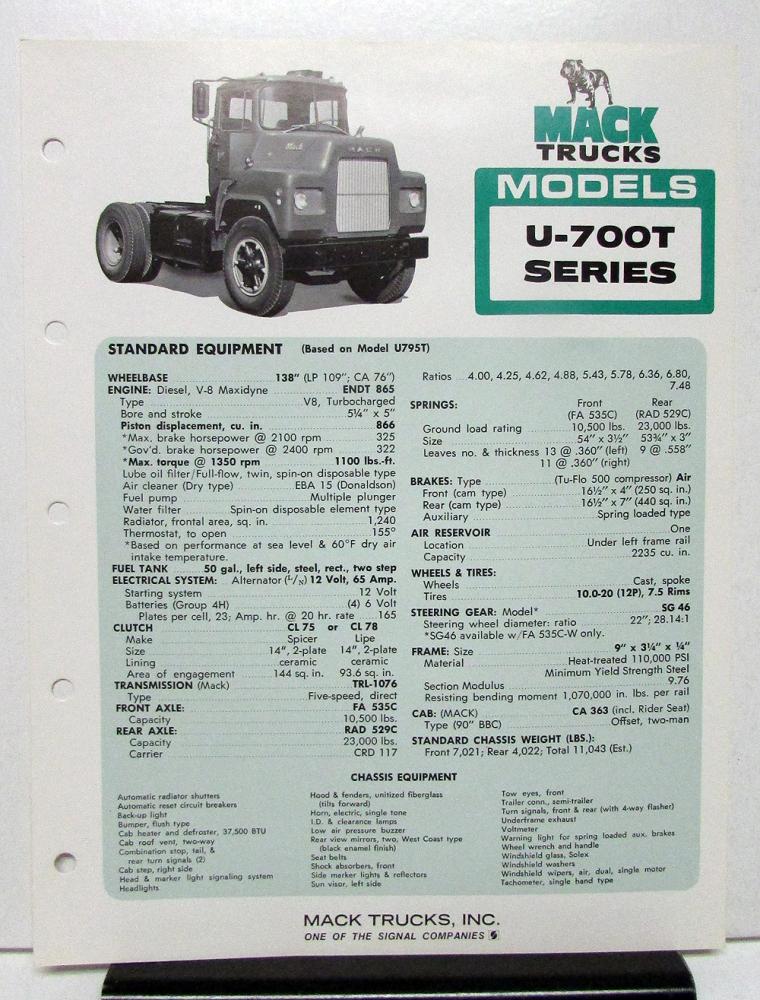 MACK
TRUCKS
MODELS
U-700T
SERIES
Mack
MACK
STANDARD EQUIPMENT (Based on Model U795T)
WHEELBASE 138" (LP 109"; CA 76")
ENGINE: Diesel, V-8 Maxidyne ENDT 865
Type V8, Turbocharged
Bore and stroke 5¼" x 5"
Piston displacement, cu. in. 866
*Max. brake horsepower @ 2100 rpm 325
*Gov'd. brake horsepower @ 2400 rpm 322
*Max. torque @ 1350 rpm 1100 lbs.-ft.
Lube oil filter/Full-flow, twin, spin-on disposable type
Air cleaner (Dry type) EBA 15 (Donaldson)
Fuel pump Multiple plunger
Water filter Spin-on disposable element type
Radiator, frontal area, sq. in. 1,240
Thermostat, to open 155°
*Based on performance at sea level & 60°F dry air
intake temperature.
FUEL TANK 50 gal., left side, steel, rect., two step
ELECTRICAL SYSTEM: Alternator (L/N) 12 Volt, 65 Amp.
Starting system 12 Volt
Batteries (Group 4H) (4) 6 Volt
Plates per cell, 23; Amp. hr. @ 20 hr. rate 165
CLUTCH CL 75 or CL 78
Make Spicer Lipe
Size 14", 2-plate 14", 2-plate
Lining ceramic ceramic
Area of engagement 144 sq. in. 93.6 sq. in.
TRANSMISSION (Mack) TRL-1076
Type Five-speed, direct
FRONT AXLE: FA 535C
Capacity 10,500 lbs.
REAR AXLE: RAD 529C
Capacity 23,000 lbs.
Carrier CRD 117
Ratios 4.00, 4.25, 4.62, 4.88, 5.43, 5.78, 6.36, 6.80,
7.48
SPRINGS: Front Rear
(FA 535C) (RAD 529C)
Ground load rating 10,500 lbs. 23,000 lbs.
Size 54" x 3½" 53¾" x 3"
Leaves no. & thickness 13 @ .360" (left) 9 @ .558"
11 @ .360" (right)
BRAKES: Type (Tu-Flo 500 compressor) Air
Front (cam type) 16½" x 4" (250 sq. in.)
Rear (cam type) 16½" x 7" (440 sq. in.)
Auxiliary Spring loaded type
AIR RESERVOIR One
Location Under left frame rail
Capacity 2235 cu. in.
WHEELS & TIRES:
Wheels Cast, spoke
Tires 10.0-20 (12P), 7.5 Rims
STEERING GEAR: Model* SG 46
Steering wheel diameter: ratio 22"; 28.14:1
*SG46 available w/FA 535C-W only.
FRAME: Size 9" x 3¼" x ¼"
Material Heat-treated 110,000 PSI
Minimum Yield Strength Steel
Section Modulus 9.76
Resisting bending moment 1,070,000 in. lbs. per rail
CAB: (MACK) CA 363 (incl. Rider Seat)
Type (90" BBC) Offset, two-man
STANDARD CHASSIS WEIGHT (LBS.):
Front 7,021; Rear 4,022; Total 11,043 (Est.)
CHASSIS EQUIPMENT
Automatic radiator shutters
Automatic reset circuit breakers
Back-up light
Bumper, flush type
Cab heater and defroster, 37,500 BTU
Cab roof vent, two-way
Combination stop, tail, &
rear turn signals (2)
Cab step, right side
Head & marker light signaling system
Headlights
Hood & fenders, unitized fiberglass
(tilts forward)
Horn, electric, single tone
I.D. & clearance lamps
Low air pressure buzzer
Rear view mirrors, two, West Coast type
(black enamel finish)
Seat belts
Shock absorbers, front
Side marker lights & reflectors
Sun visor, left side
Tow eyes, front
Trailer conn., semi-trailer
Turn signals, front & rear (with 4-way flasher)
Underframe exhaust
Voltmeter
Warning light for spring loaded aux. brakes
Wheel wrench and handle
Windshield glass, Solex
Windshield washers
Windshield wipers, air, dual, single motor
Tachometer, single hand type
MACK TRUCKS, INC.
ONE OF THE SIGNAL COMPANIES